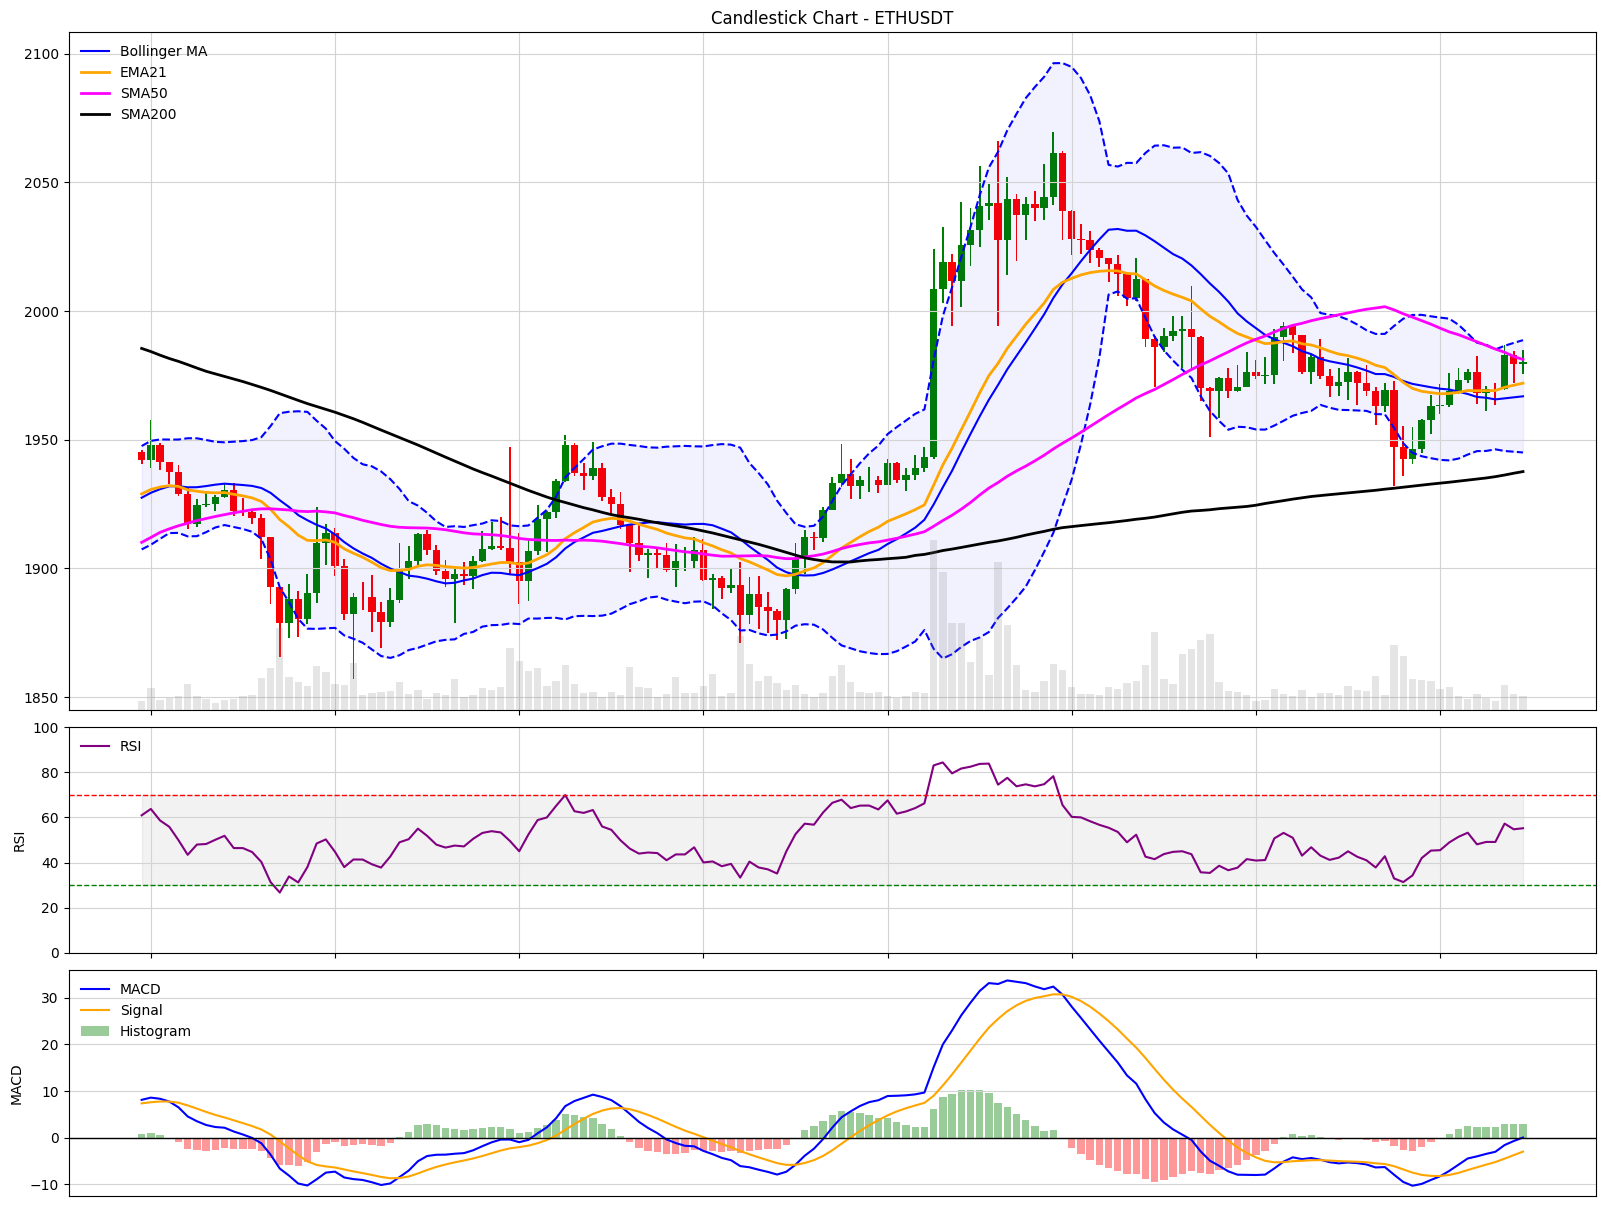 Candlestick Chart - ETHUSDT
Bollinger MA
EMA21
SMA50
SMA200
2100
2050
2000
1950
1900
1850
RSI
100
80
60
40
20
0
RSI
MACD
Signal
Histogram
30
20
10
0
−10
MACD